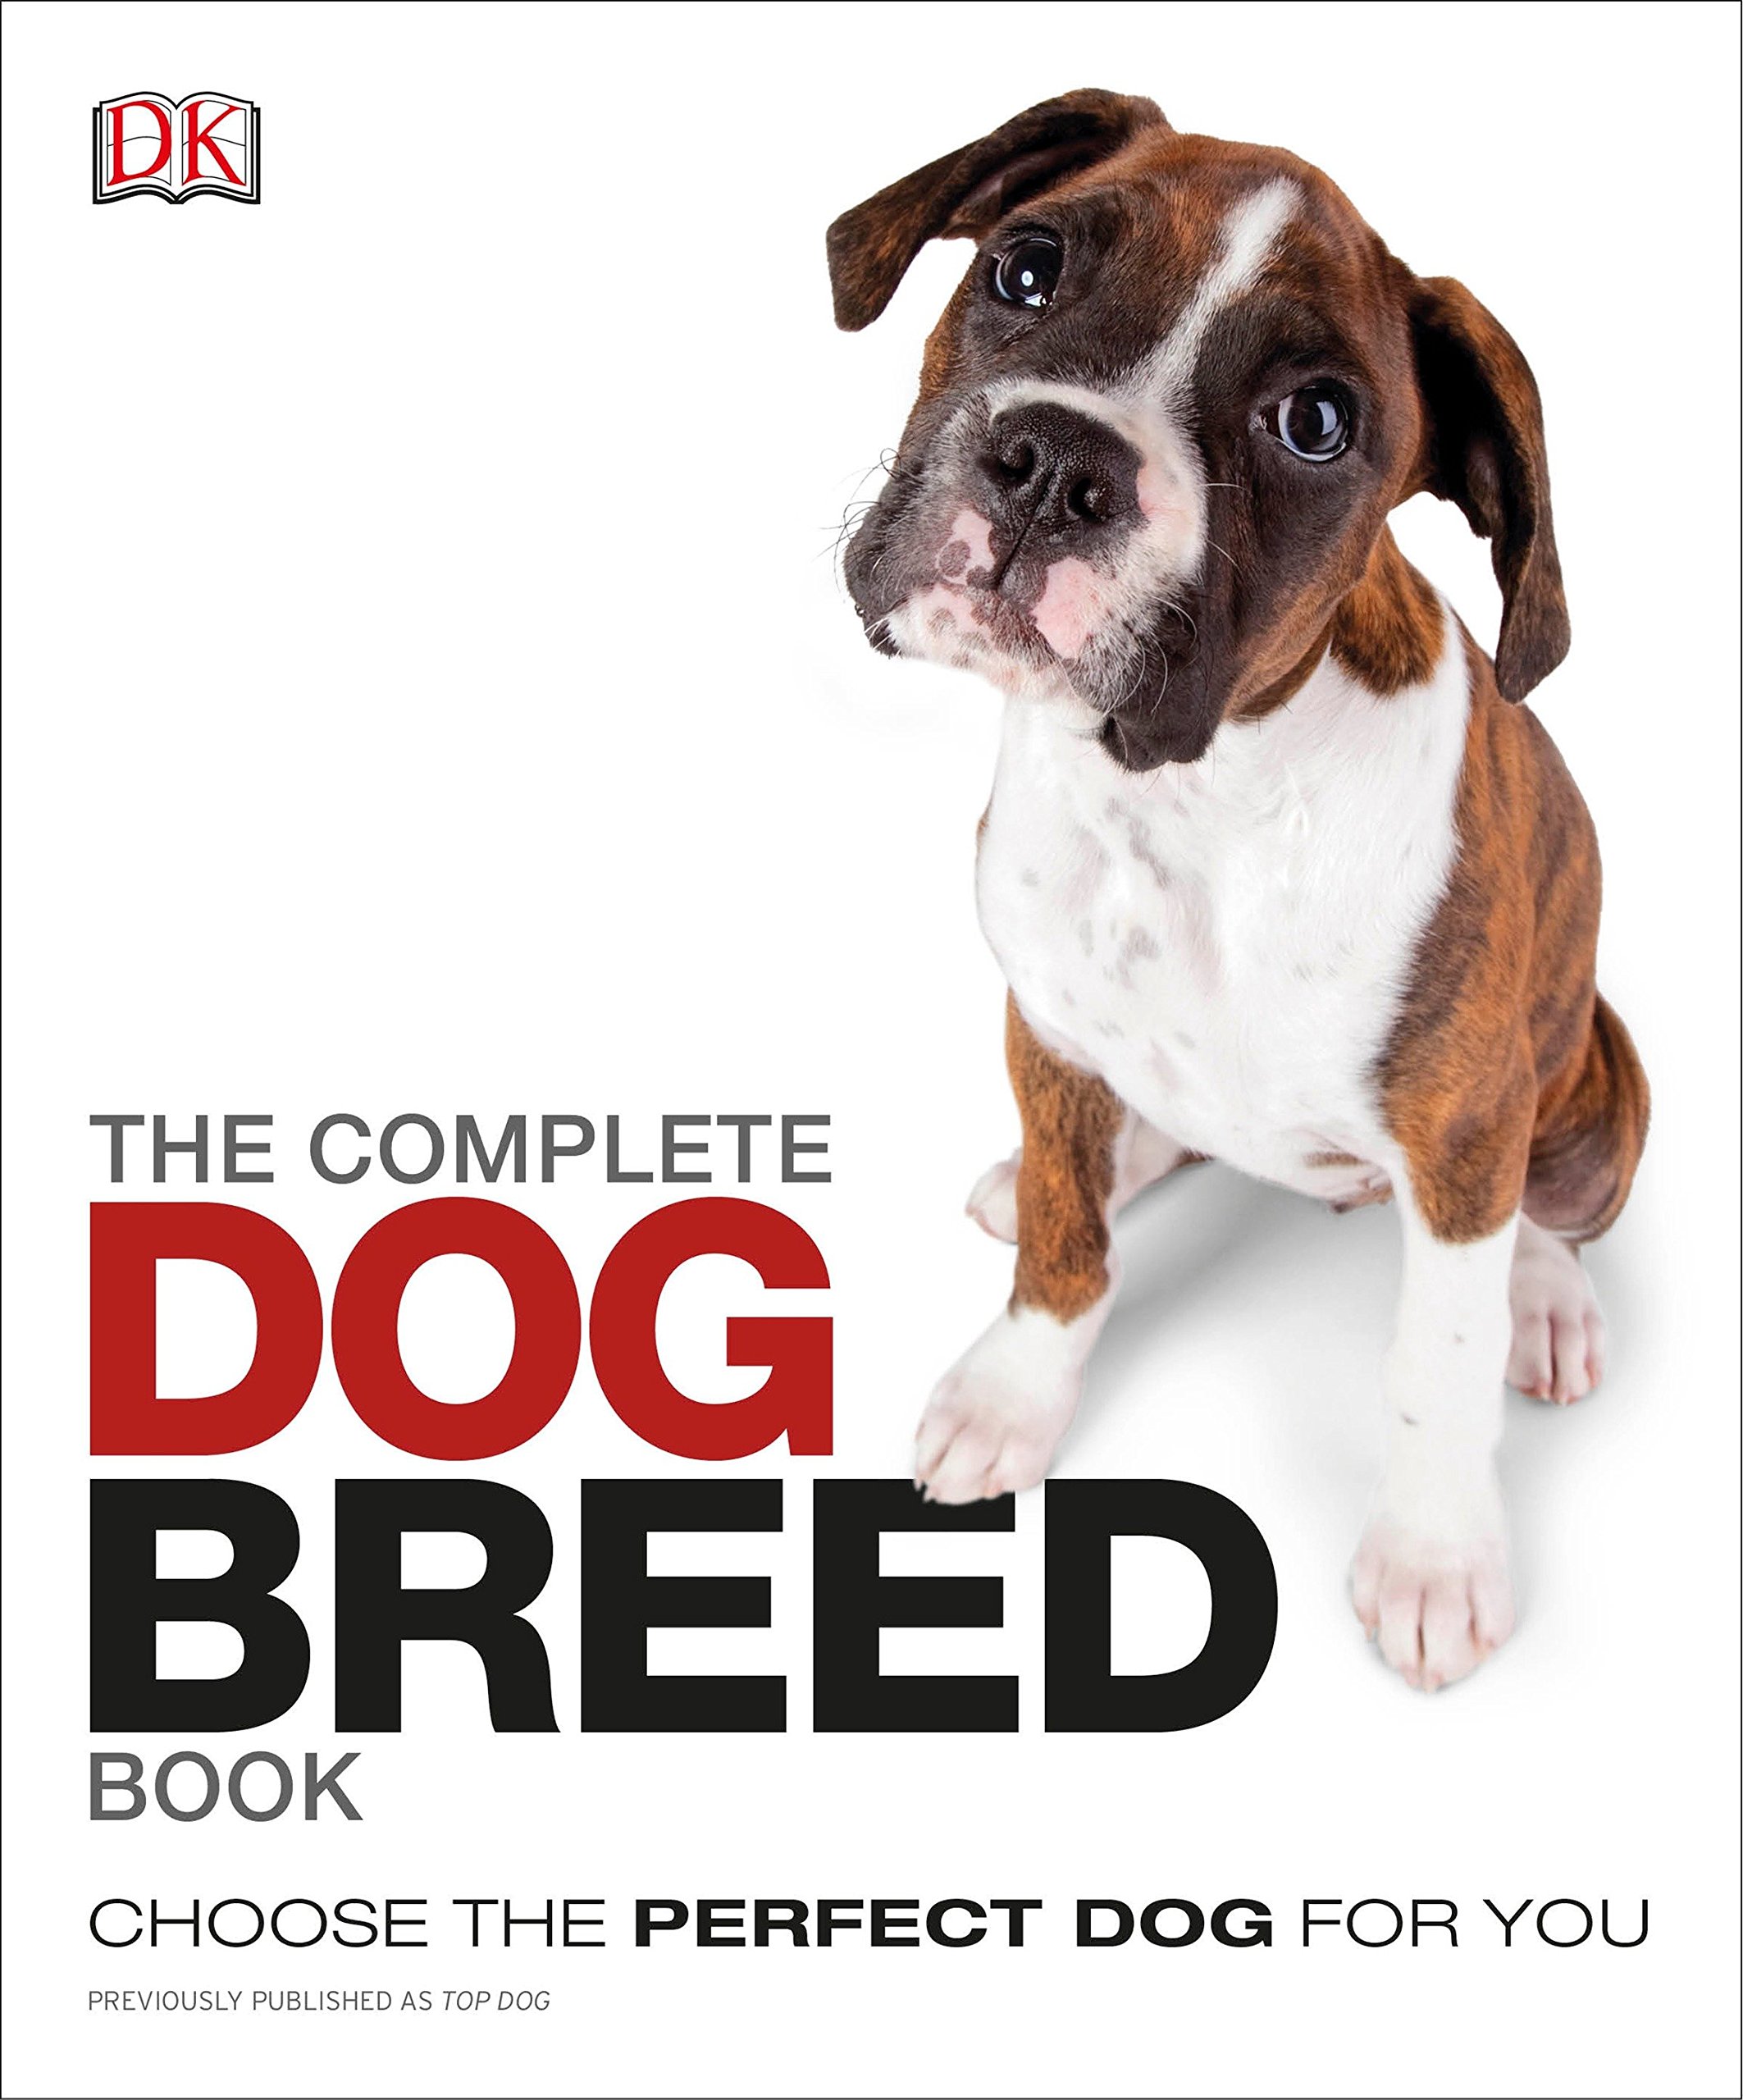 DK
THE COMPLETE
DOG
BREED
BOOK
CHOOSE THE PERFECT DOG FOR YOU
PREVIOUSLY PUBLISHED AS TOP DOG